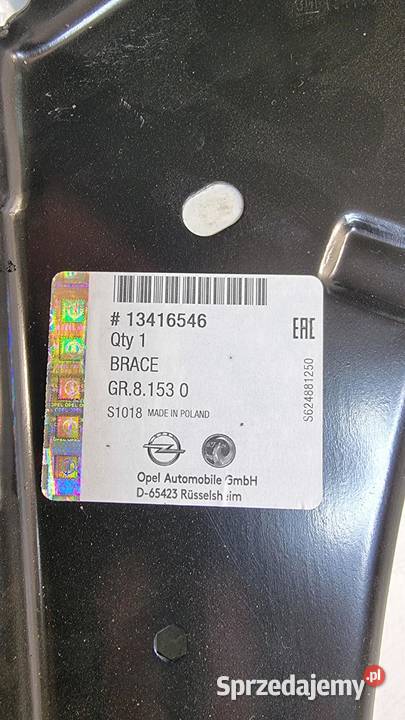 # 13416546
Qty 1
BRACE
GR.8.153 0
S1018 MADE IN POLAND
Opel Automobile GmbH
D-65423 Rüsselsheim
EAC
S624881250
Sprzedajemy.pl